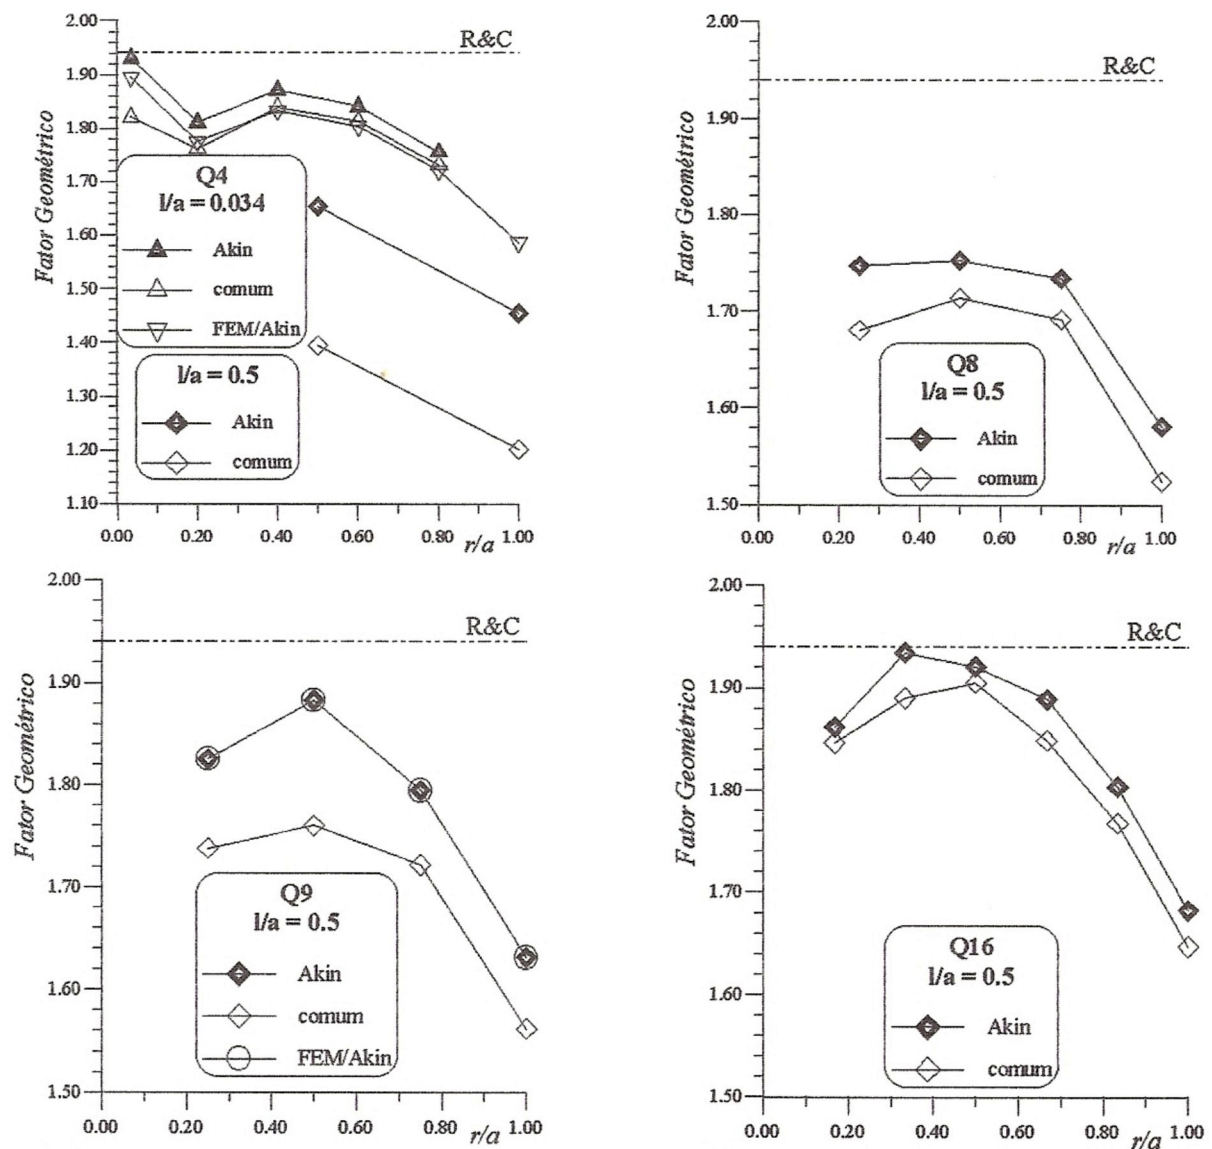 2.00
1.90
1.80
1.70
1.60
1.50
1.40
1.30
1.20
1.10
Fator Geométrico
R&C
Q4
l/a = 0.034
Akin
comum
FEM/Akin
l/a = 0.5
Akin
comum
0.00 0.20 0.40 0.60 0.80 1.00
r/a
2.00
1.90
1.80
1.70
1.60
1.50
Fator Geométrico
R&C
Q8
l/a = 0.5
Akin
comum
0.00 0.20 0.40 0.60 0.80 1.00
r/a
2.00
1.90
1.80
1.70
1.60
1.50
Fator Geométrico
R&C
Q9
l/a = 0.5
Akin
comum
FEM/Akin
0.00 0.20 0.40 0.60 0.80 1.00
r/a
2.00
1.90
1.80
1.70
1.60
1.50
Fator Geométrico
R&C
Q16
l/a = 0.5
Akin
comum
0.00 0.20 0.40 0.60 0.80 1.00
r/a